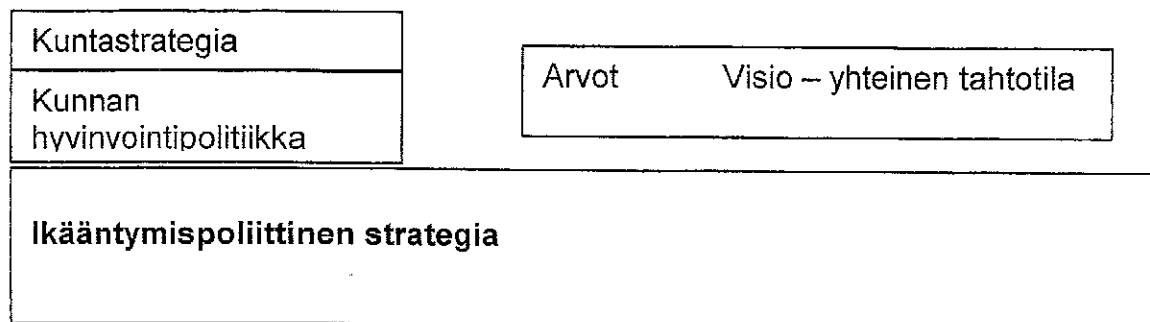 Kuntastrategia
Kunnan
hyvinvointipolitiikka
Arvot Visio – yhteinen tahtotila
Ikääntymispoliittinen strategia